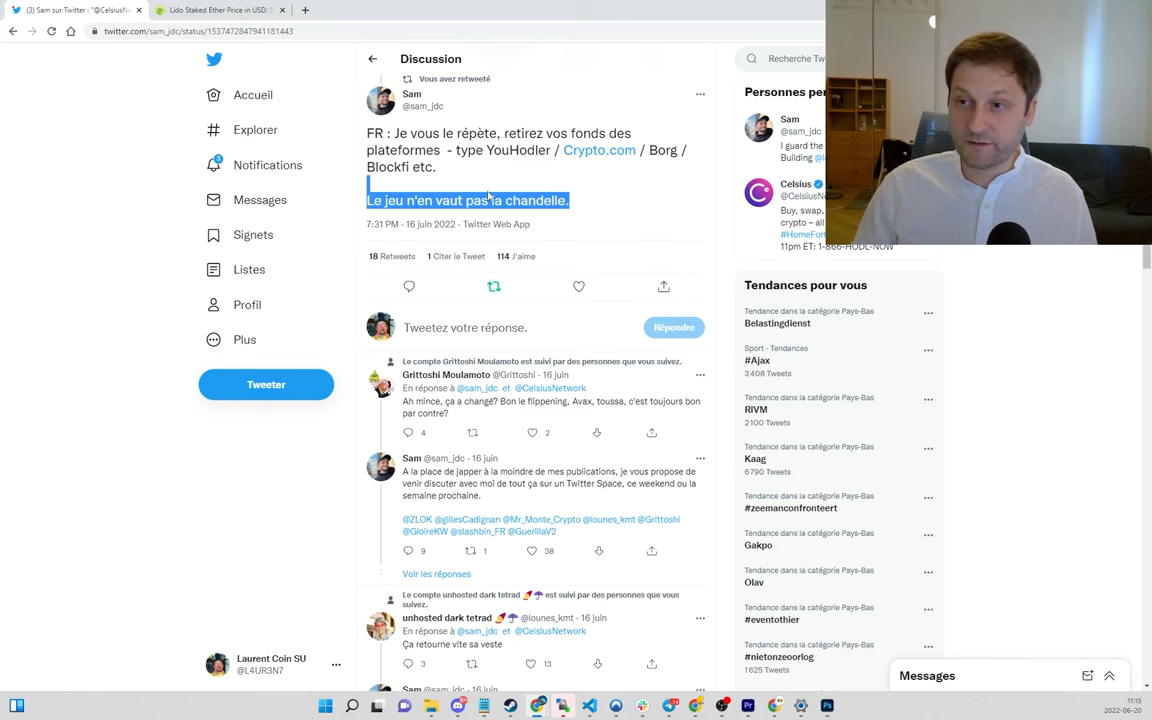 (3) Sam sur Twitter : "@CelsiusN
Lido Staked Ether Price in USD: S
twitter.com/sam_jdc/status/1537472847941181443
Accueil
Explorer
3
Notifications
Messages
Signets
Listes
Profil
Plus
Tweeter
Laurent Coin SU
@L4UR3N7
Discussion
Vous avez retweeté
Sam
@sam_jdc
FR : Je vous le répète, retirez vos fonds des
plateformes - type YouHodler / Crypto.com / Borg /
Blockfi etc.
Le jeu n'en vaut pas la chandelle.
7:31 PM · 16 juin 2022 · Twitter Web App
18 Retweets 1 Citer le Tweet 114 J'aime
Tweetez votre réponse.
Répondre
Le compte Grittoshi Moulamoto est suivi par des personnes que vous suivez.
Grittoshi Moulamoto @Grittoshi · 16 juin
En réponse à @sam_jdc et @CelsiusNetwork
Ah mince, ça a changé? Bon le flippening, Avax, toussa, c'est toujours bon
par contre?
4 2
Sam @sam_jdc · 16 juin
A la place de japper à la moindre de mes publications, je vous propose de
venir discuter avec moi de tout ça sur un Twitter Space, ce weekend ou la
semaine prochaine.
@ZLOK @gillesCadignan @Mr_Monte_Crypto @lounes_kmt @Grittoshi
@GloireKW @slashbin_FR @GuerillaV2
9 1 38
Voir les réponses
Le compte unhosted dark tetrad 🚀☂ est suivi par des personnes que vous
suivez.
unhosted dark tetrad 🚀☂ @lounes_kmt · 16 juin
En réponse à @sam_jdc et @CelsiusNetwork
Ça retourne vite sa veste
3 13
Sam @sam_jdc · 16 juin
Recherche Tw
Personnes per
Sam
@sam_jdc
I guard the
Building @l
Celsius
@CelsiusN
Buy, swap,
crypto – all
#HomeFor
11pm ET: 1-866-HODL-NOW
Tendances pour vous
Tendance dans la catégorie Pays-Bas
Belastingdienst
Sport · Tendances
#Ajax
3 408 Tweets
Tendance dans la catégorie Pays-Bas
RIVM
2 100 Tweets
Tendance dans la catégorie Pays-Bas
Kaag
6 790 Tweets
Tendance dans la catégorie Pays-Bas
#zeemanconfronteert
Tendance dans la catégorie Pays-Bas
Gakpo
Tendance dans la catégorie Pays-Bas
Olav
Tendance dans la catégorie Pays-Bas
#eventothier
Tendance dans la catégorie Pays-Bas
#nietonzeoorlog
1 625 Tweets
Messages
11:15
2022-06-20